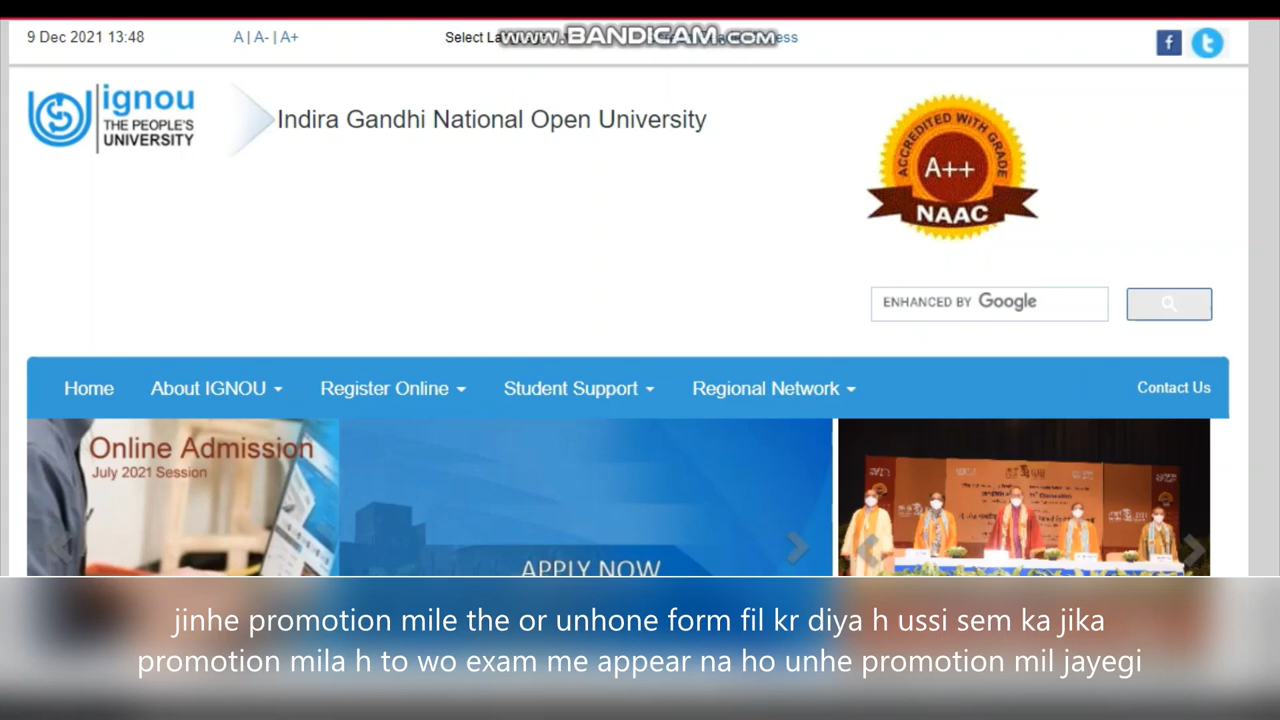 9 Dec 2021 13:48
A | A- | A+
Select La
www.BANDICAM.com
ess
f
t
ignou
THE PEOPLE'S
UNIVERSITY
Indira Gandhi National Open University
ACCREDITED WITH GRADE
A++
NAAC
ENHANCED BY Google
Home
About IGNOU
Register Online
Student Support
Regional Network
Contact Us
Online Admission
July 2021 Session
APPLY NOW
jinhe promotion mile the or unhone form fil kr diya h ussi sem ka jika
promotion mila h to wo exam me appear na ho unhe promotion mil jayegi